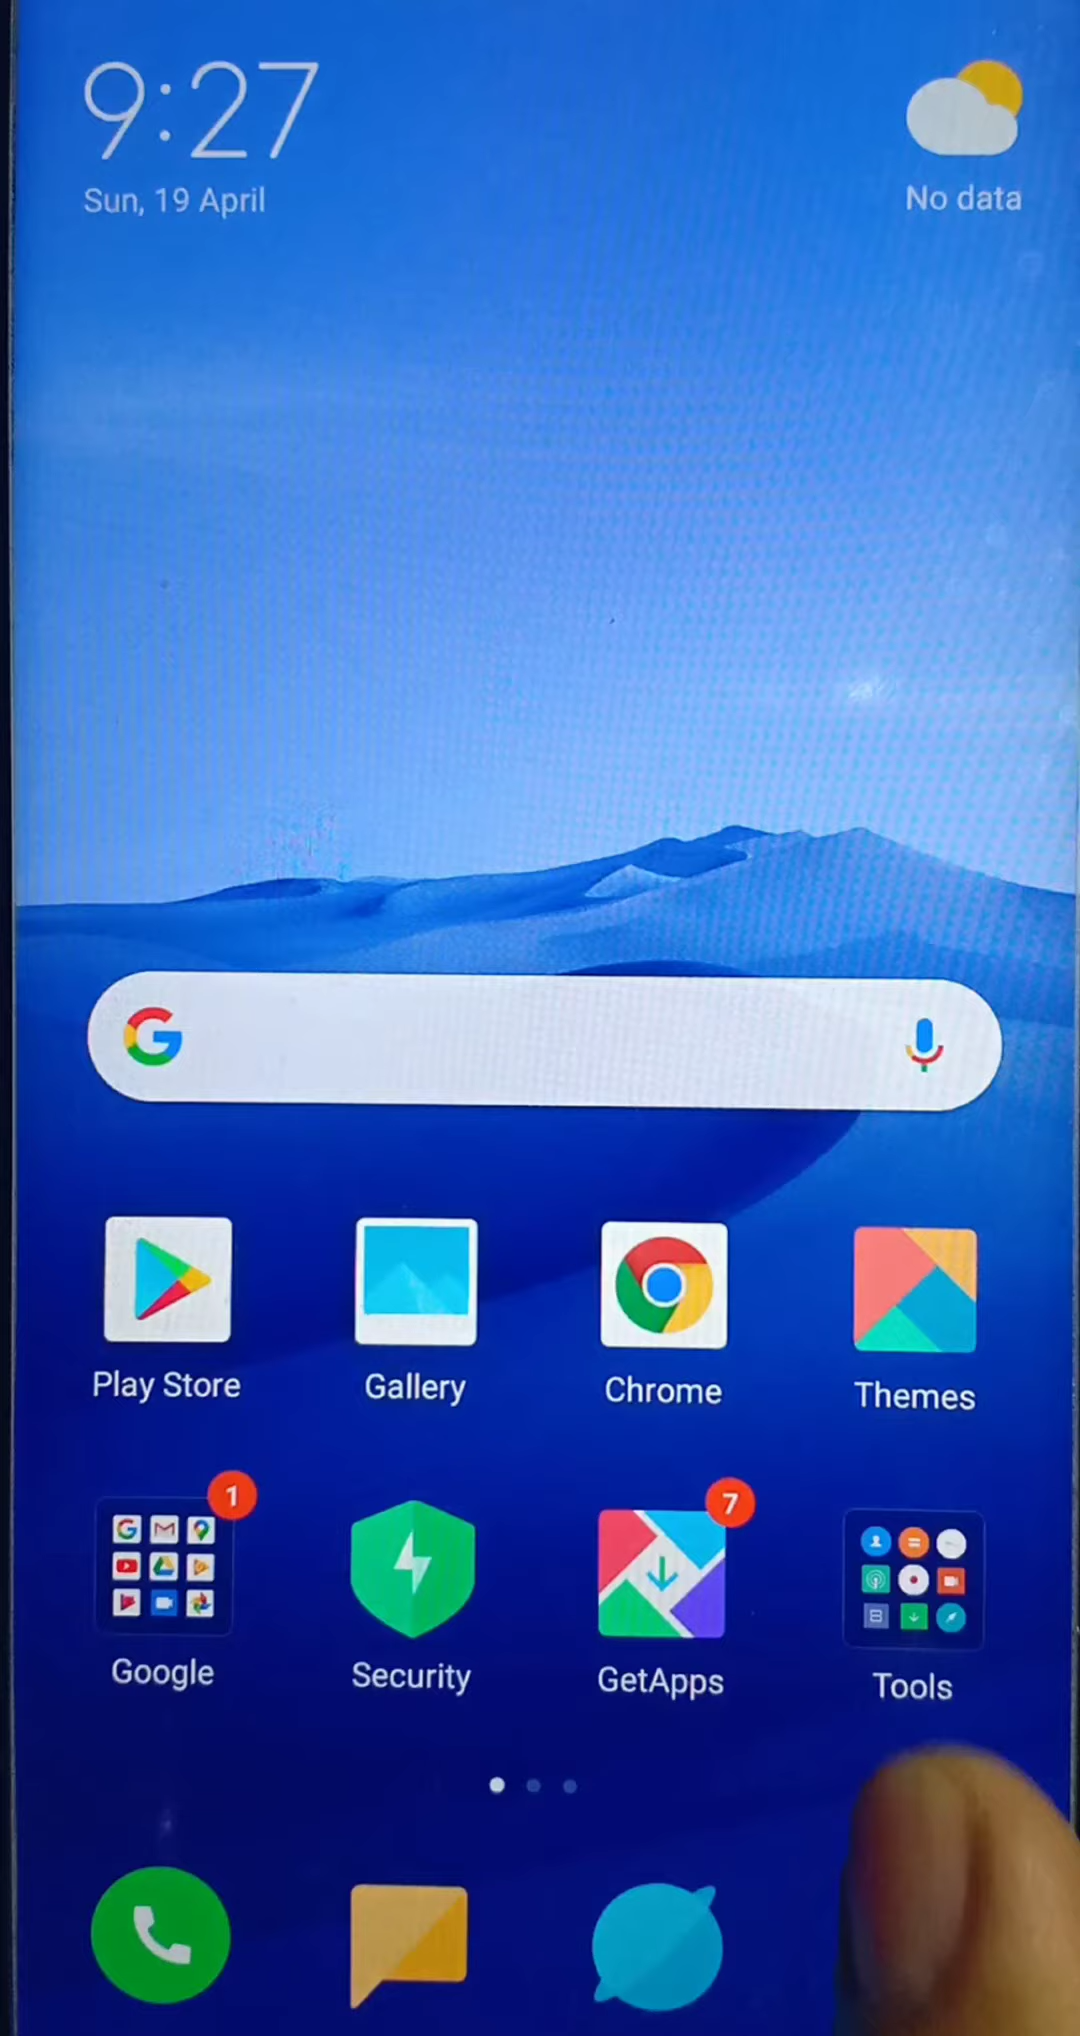 9:27
Sun, 19 April
No data
Play Store
Gallery
Chrome
Themes
1
7
Google
Security
GetApps
Tools